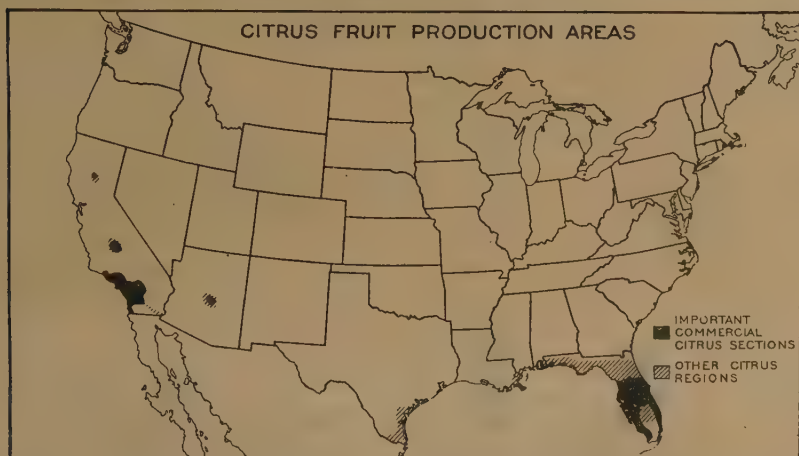 CITRUS FRUIT PRODUCTION AREAS
IMPORTANT
COMMERCIAL
CITRUS SECTIONS
OTHER CITRUS
REGIONS